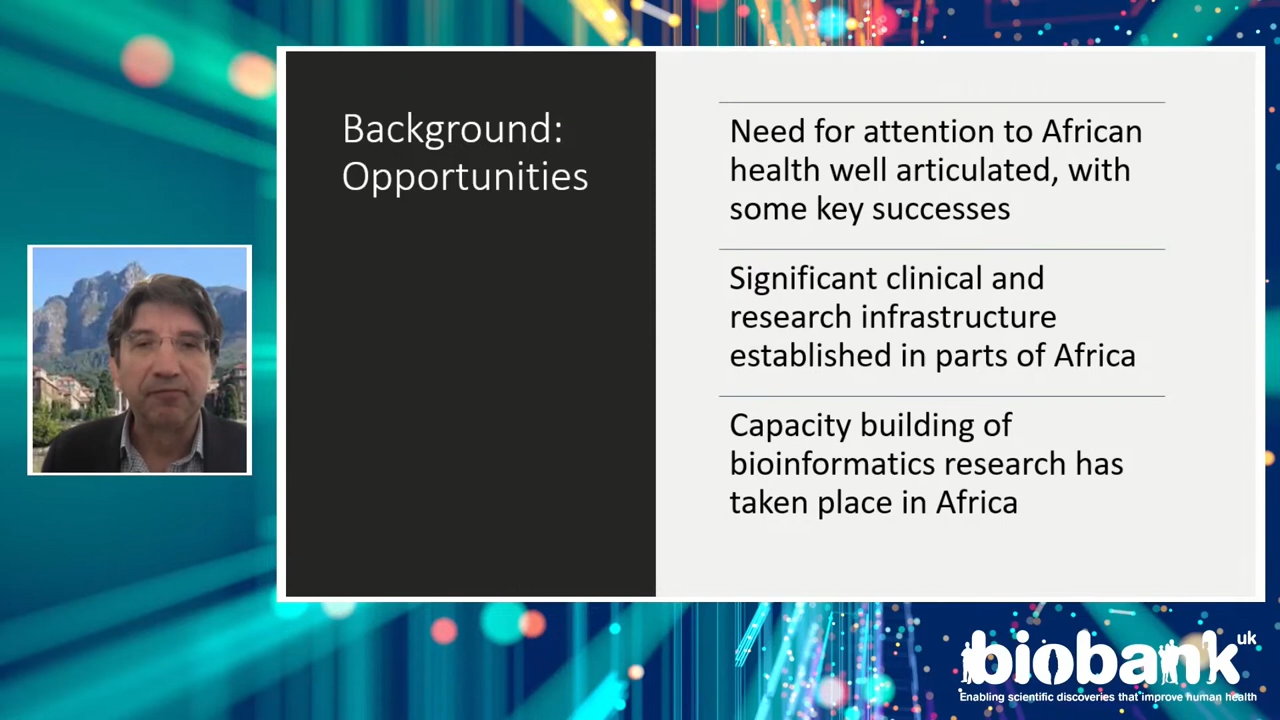 Background:
Opportunities
Need for attention to African
health well articulated, with
some key successes
Significant clinical and
research infrastructure
established in parts of Africa
Capacity building of
bioinformatics research has
taken place in Africa
biobank uk
Enabling scientific discoveries that improve human health